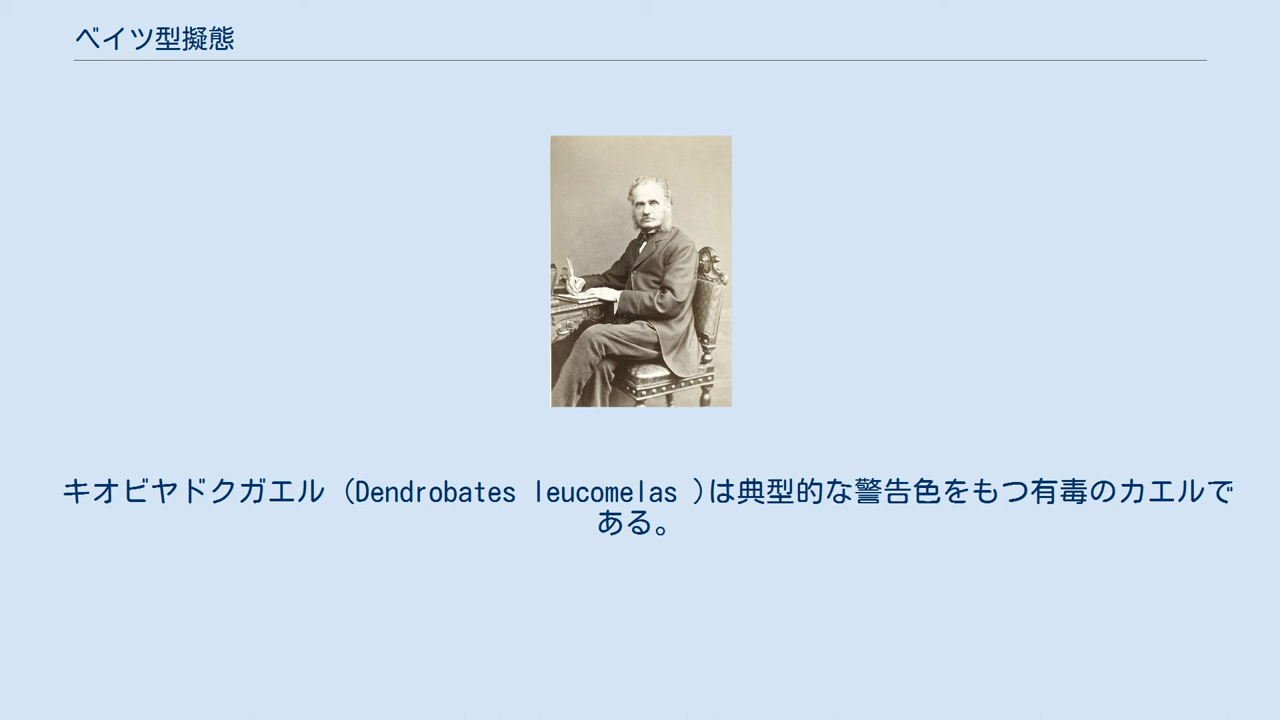 ベイツ型擬態
キオビヤドクガエル (Dendrobates leucomelas )は典型的な警告色をもつ有毒のカエルで
ある。